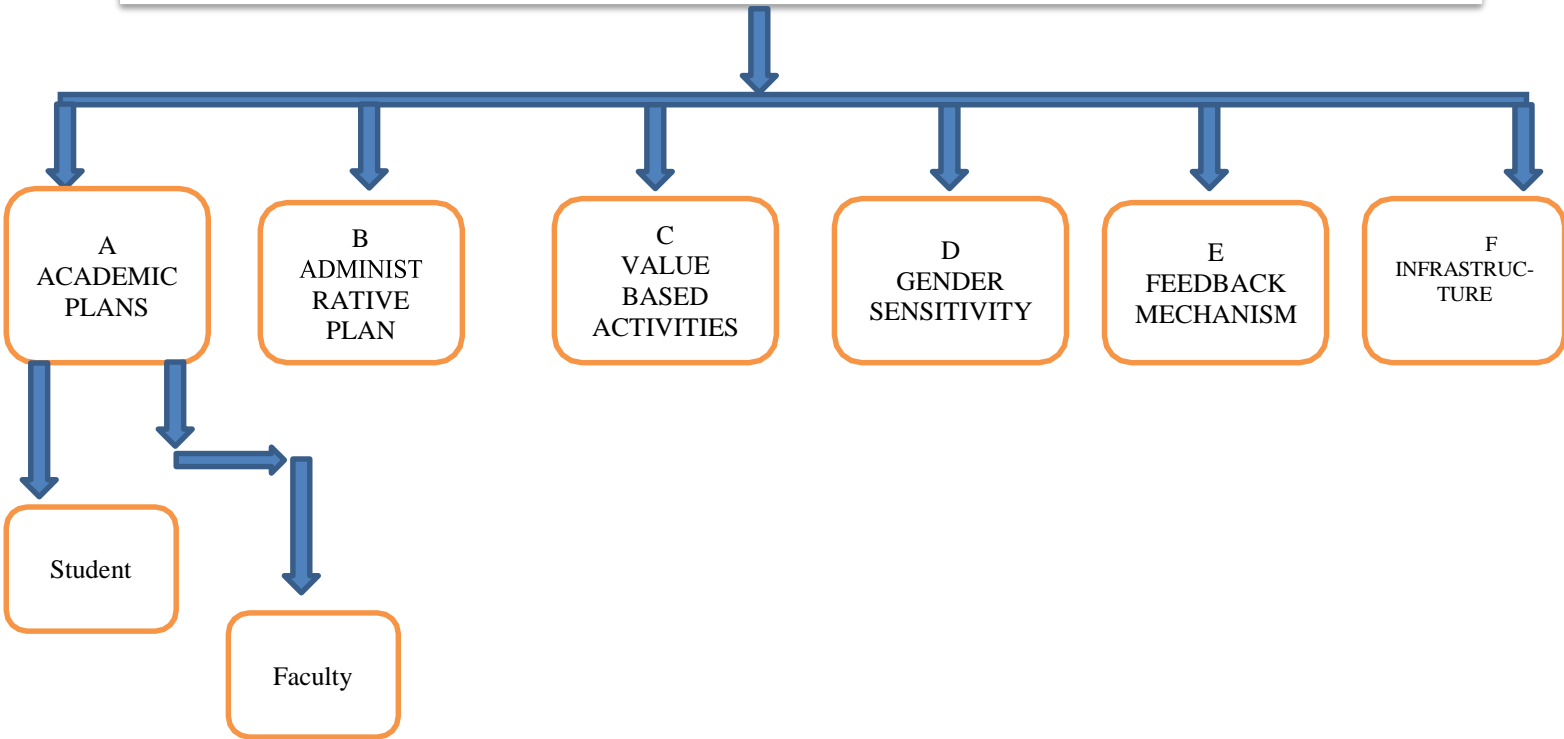 A
ACADEMIC
PLANS
B
ADMINIST
RATIVE
PLAN
C
VALUE
BASED
ACTIVITIES
D
GENDER
SENSITIVITY
E
FEEDBACK
MECHANISM
F
INFRASTRUC-
TURE
Student
Faculty